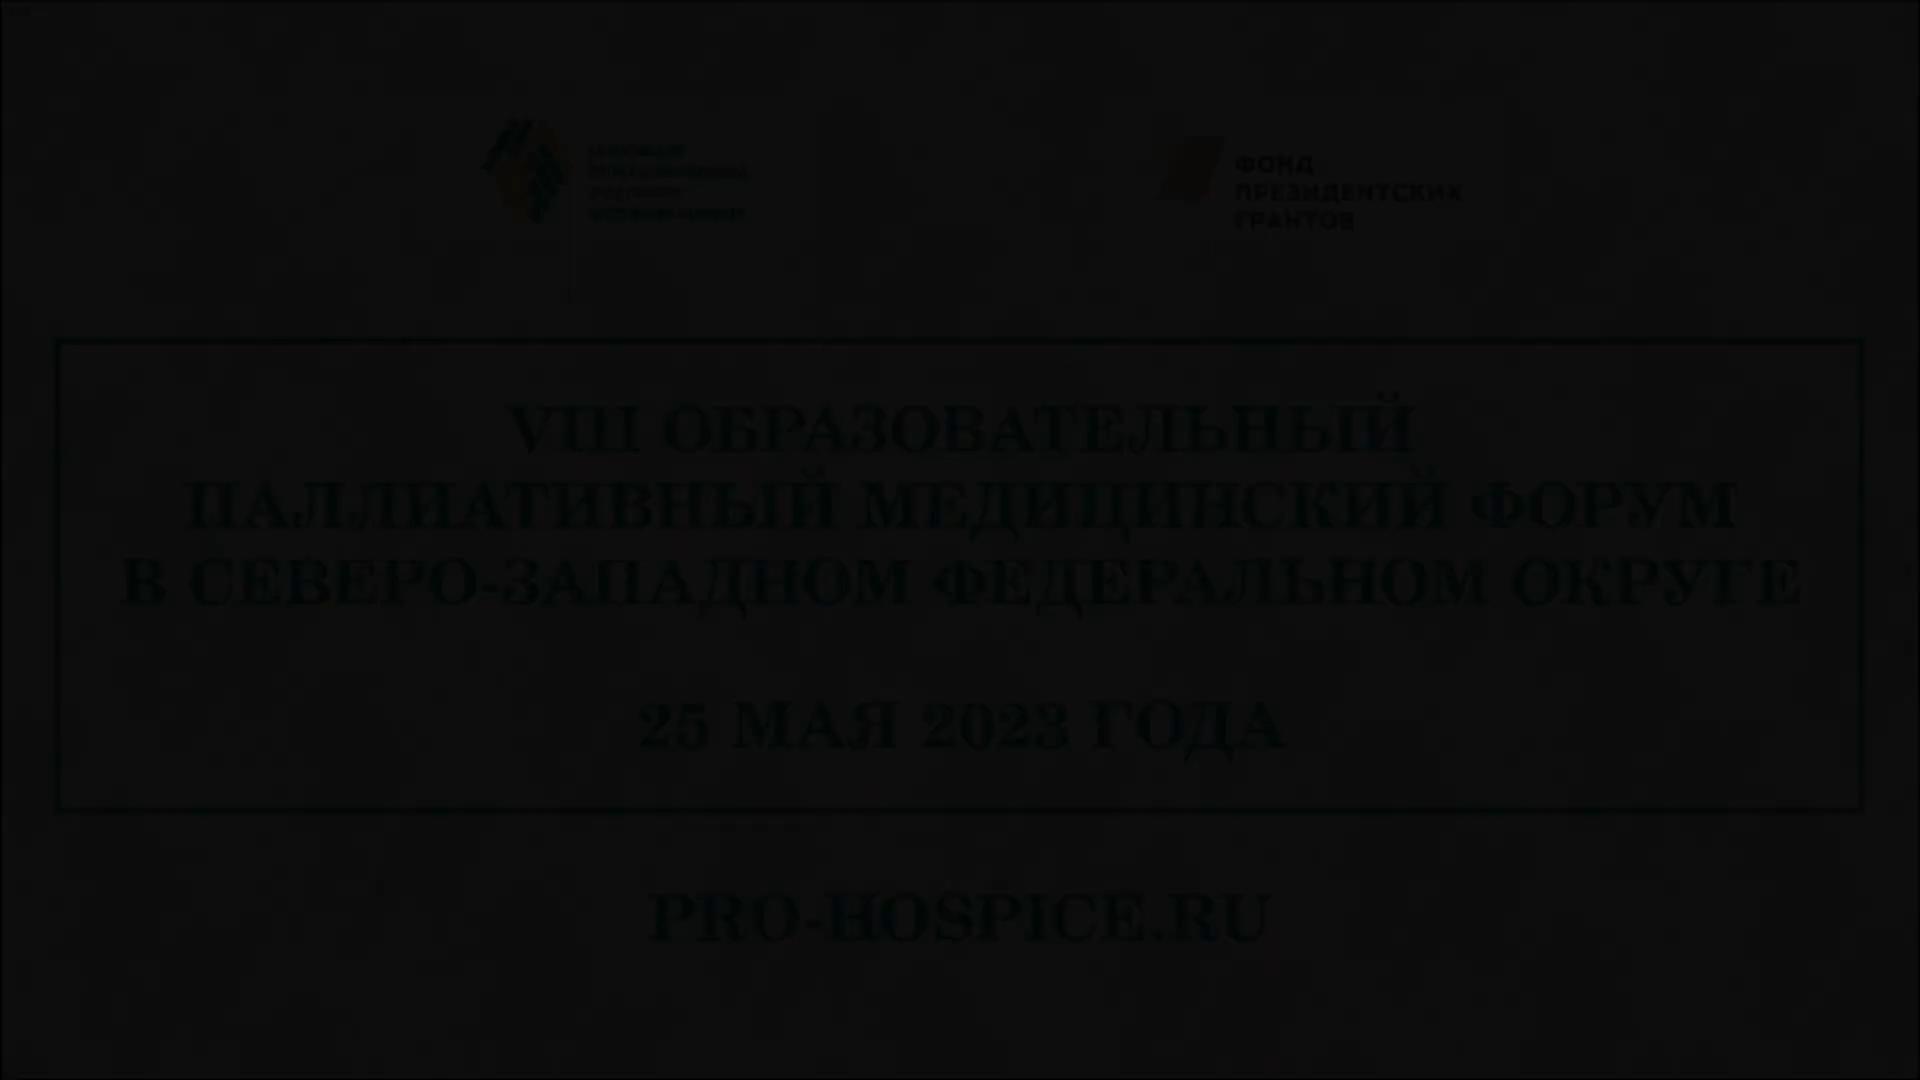 ФОНД
ПРЕЗИДЕНТСКИХ
ГРАНТОВ
VIII ОБРАЗОВАТЕЛЬНЫЙ
ПАЛЛИАТИВНЫЙ МЕДИЦИНСКИЙ ФОРУМ
В СЕВЕРО-ЗАПАДНОМ ФЕДЕРАЛЬНОМ ОКРУГЕ
25 МАЯ 2023 ГОДА
PRO-HOSPICE.RU